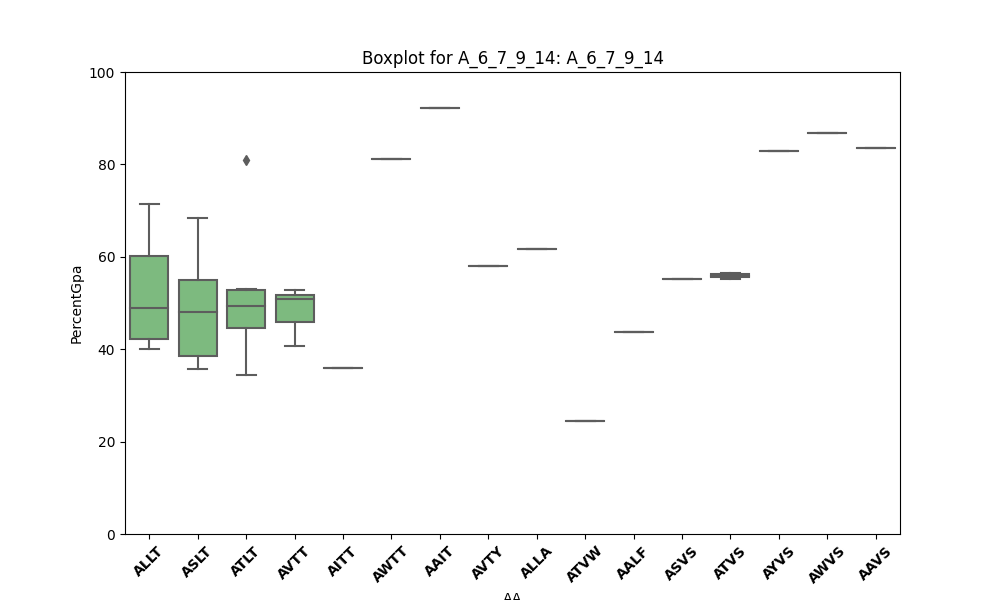 Boxplot for A_6_7_9_14: A_6_7_9_14
100
80
60
40
20
0
PercentGpa
ALLT ASLT ATLT AVTT AITT AWTT AAIT AVTY ALLA ATVW AALF ASVS ATVS AYVS AWVS AAVS
AA